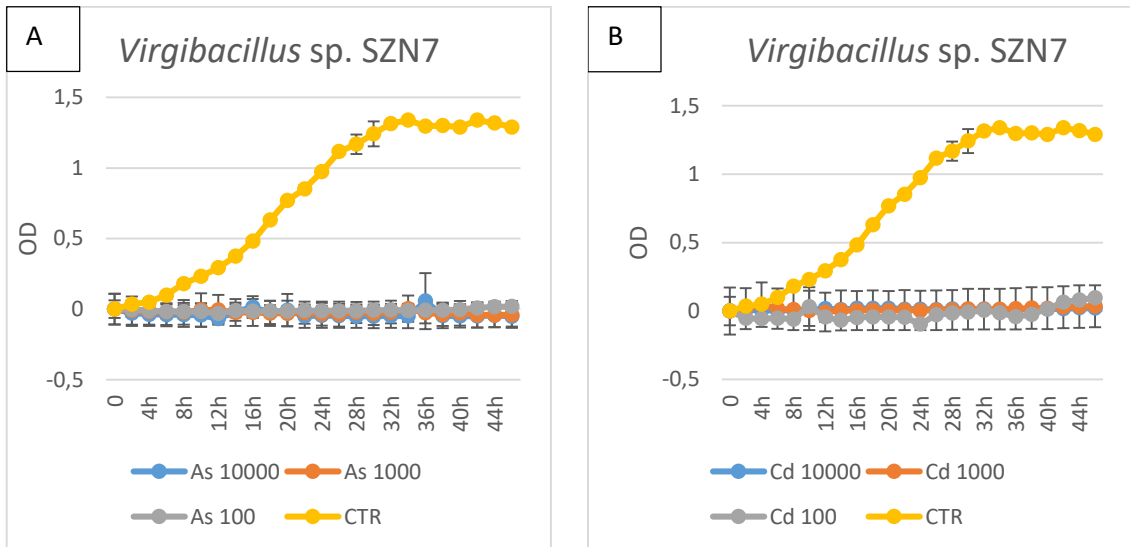 A
Virgibacillus sp. SZN7
OD
1,5
1
0,5
0
-0,5
0 4h 8h 12h 16h 20h 24h 28h 32h 36h 40h 44h
As 10000 As 1000
As 100 CTR
B
Virgibacillus sp. SZN7
OD
1,5
1
0,5
0
-0,5
0 4h 8h 12h 16h 20h 24h 28h 32h 36h 40h 44h
Cd 10000 Cd 1000
Cd 100 CTR